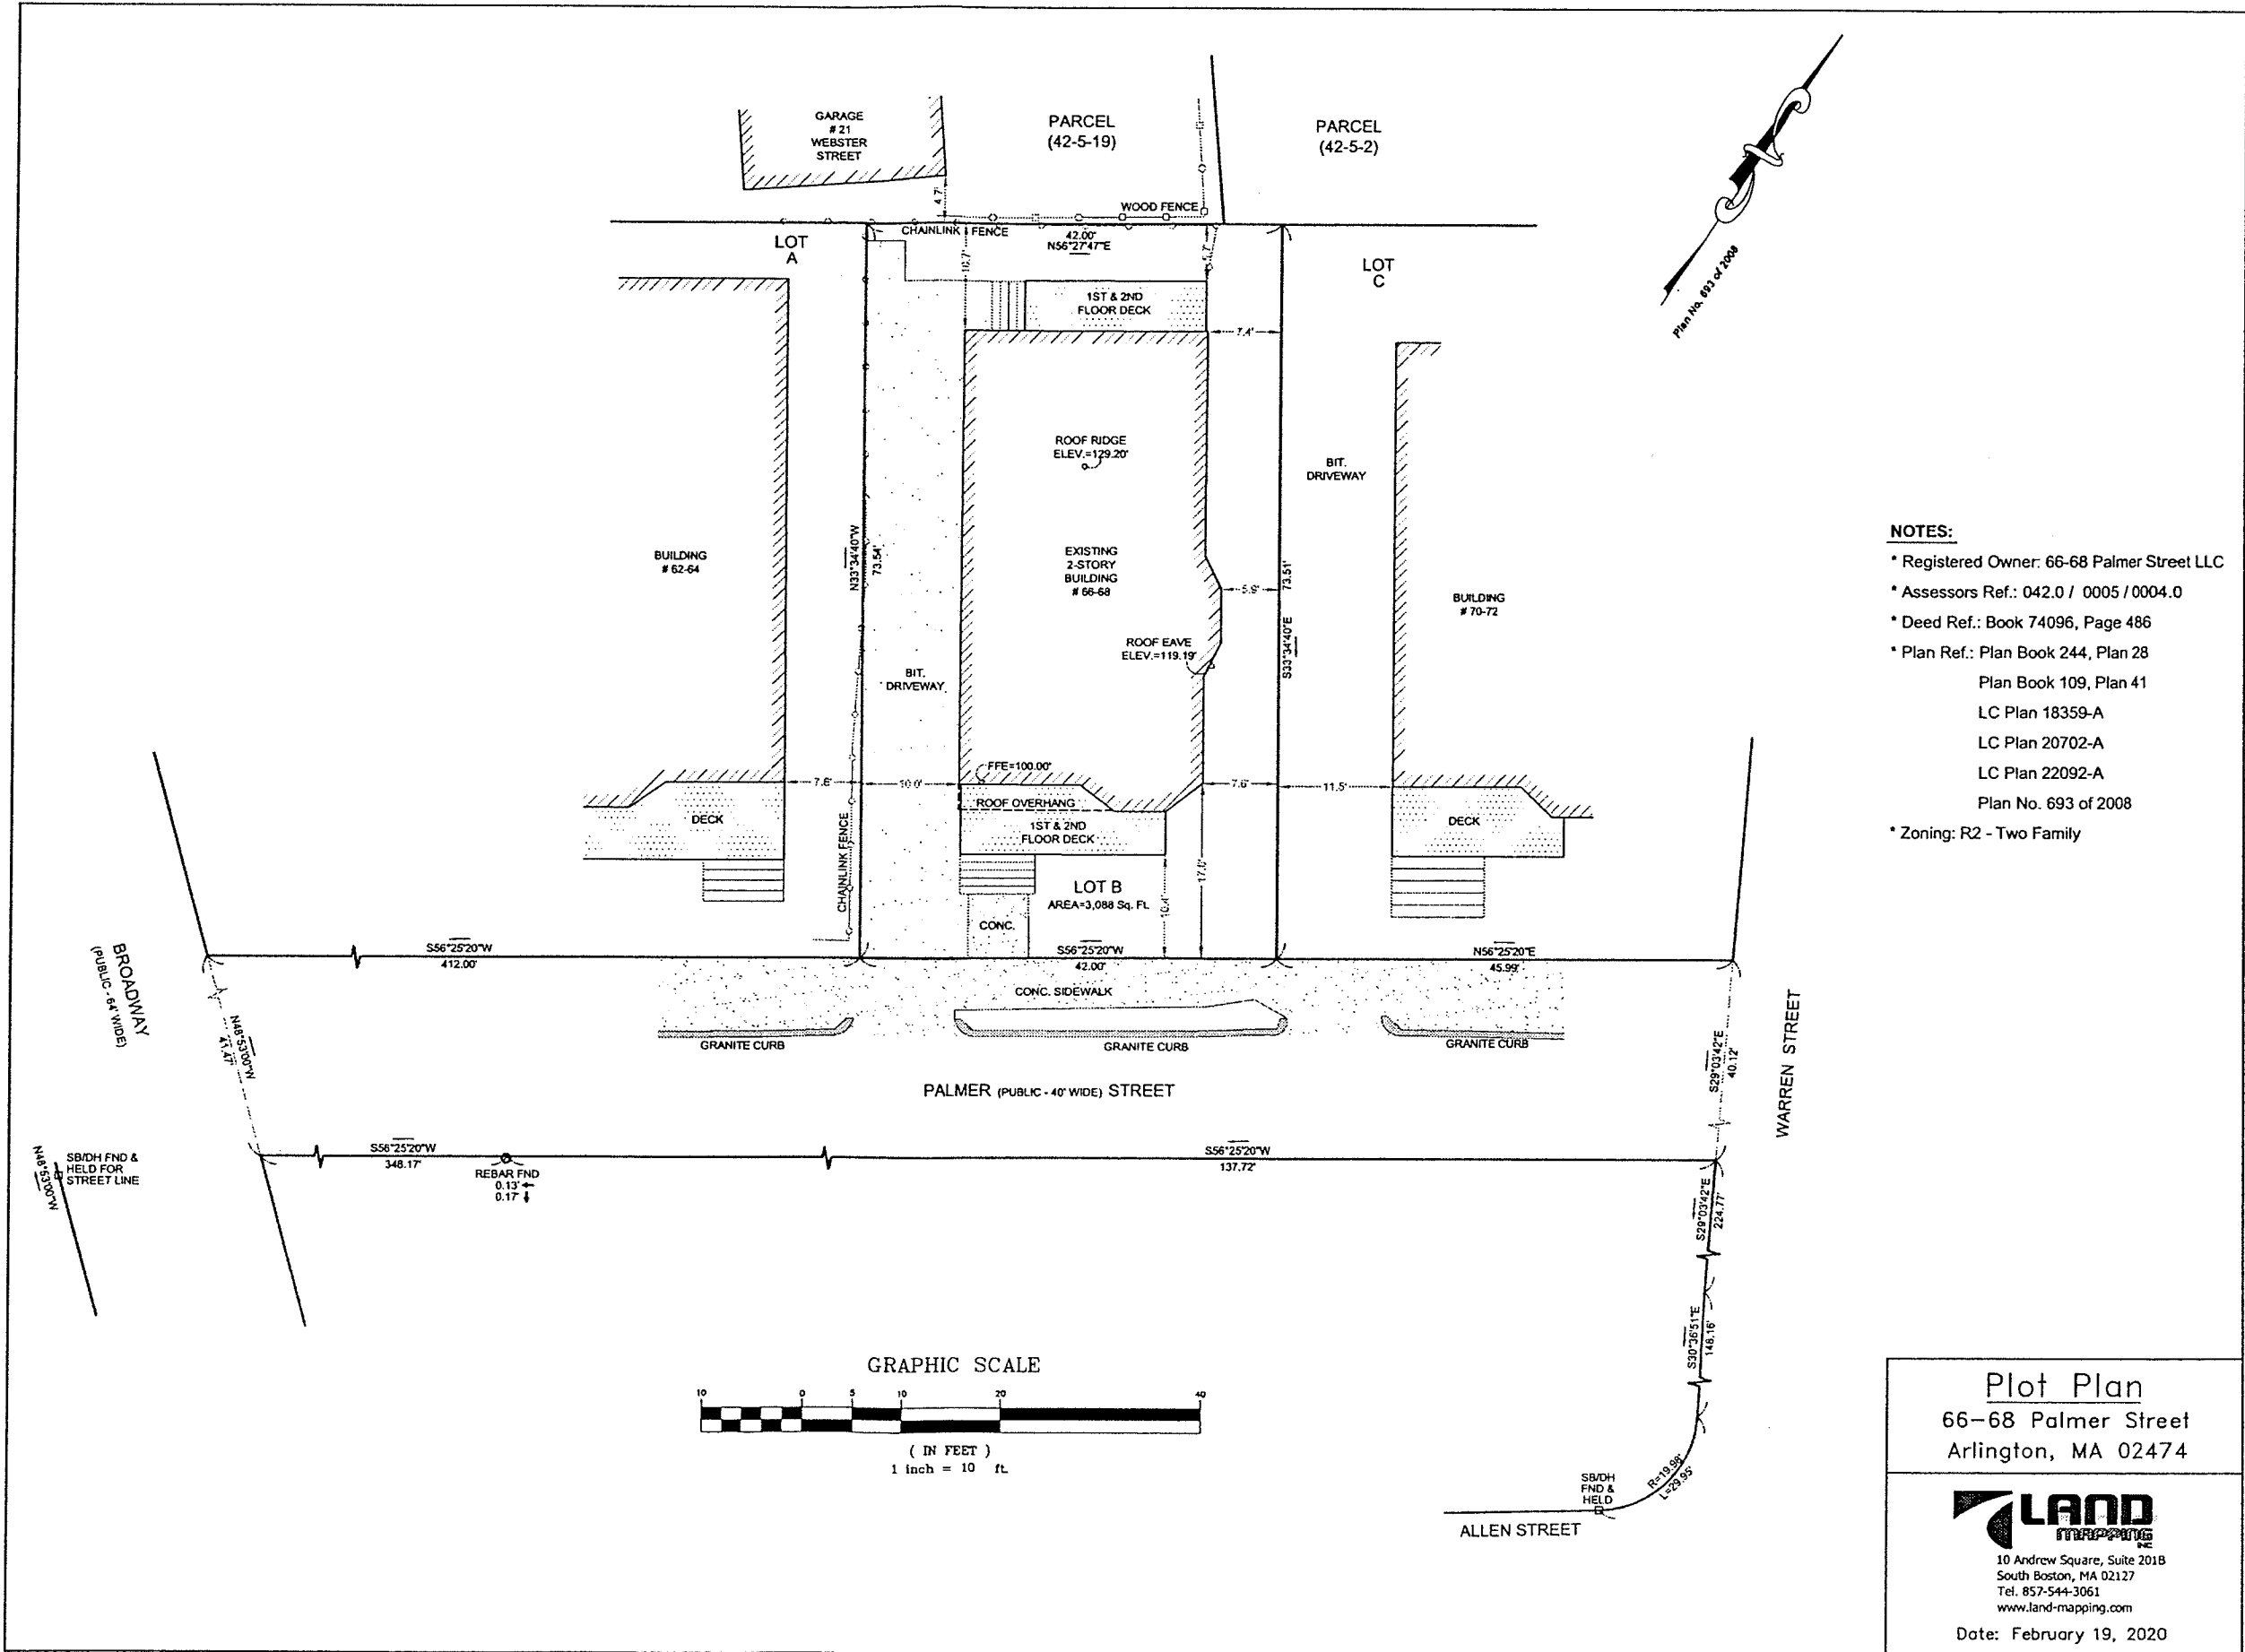 GARAGE
# 21
WEBSTER
STREET
PARCEL
(42-5-19)
PARCEL
(42-5-2)
4.7'
WOOD FENCE
CHAINLINK FENCE
42.00'
N56°27'47"E
LOT
A
LOT
C
10.7'
1ST & 2ND
FLOOR DECK
7.4'
Plan No. 693 of 2008
ROOF RIDGE
ELEV.=129.20'
BIT.
DRIVEWAY
BUILDING
# 62-64
N33°34'40"W
73.54'
EXISTING
2-STORY
BUILDING
# 66-68
5.9'
73.51'
S33°34'40"E
BUILDING
# 70-72
ROOF EAVE
ELEV.=119.19'
BIT.
DRIVEWAY
FFE=100.00'
7.6'
10.0'
7.6'
11.5'
ROOF OVERHANG
DECK
1ST & 2ND
FLOOR DECK
DECK
CHAINLINK FENCE
LOT B
AREA=3,088 Sq. Ft.
CONC.
10.4'
17.6'
BROADWAY
(PUBLIC - 64' WIDE)
S56°25'20"W
412.00'
S56°25'20"W
42.00'
N56°25'20"E
45.99'
CONC. SIDEWALK
GRANITE CURB
GRANITE CURB
GRANITE CURB
N48°53'00"W
41.47'
PALMER (PUBLIC - 40' WIDE) STREET
S29°03'42"E
40.12'
WARREN STREET
N48°53'00"W
SB/DH FND &
HELD FOR
STREET LINE
S56°25'20"W
348.17'
REBAR FND
0.13'
0.17'
S56°25'20"W
137.72'
S29°03'42"E
224.77'
S30°36'51"E
148.16'
R=19.98'
L=29.95'
SB/DH
FND &
HELD
ALLEN STREET
GRAPHIC SCALE
10 0 5 10 20 40
( IN FEET )
1 inch = 10 ft.
NOTES:
* Registered Owner: 66-68 Palmer Street LLC
* Assessors Ref.: 042.0 / 0005 / 0004.0
* Deed Ref.: Book 74096, Page 486
* Plan Ref.: Plan Book 244, Plan 28
Plan Book 109, Plan 41
LC Plan 18359-A
LC Plan 20702-A
LC Plan 22092-A
Plan No. 693 of 2008
* Zoning: R2 - Two Family
Plot Plan
66-68 Palmer Street
Arlington, MA 02474
LAND
MAPPING
INC
10 Andrew Square, Suite 201B
South Boston, MA 02127
Tel. 857-544-3061
www.land-mapping.com
Date: February 19, 2020